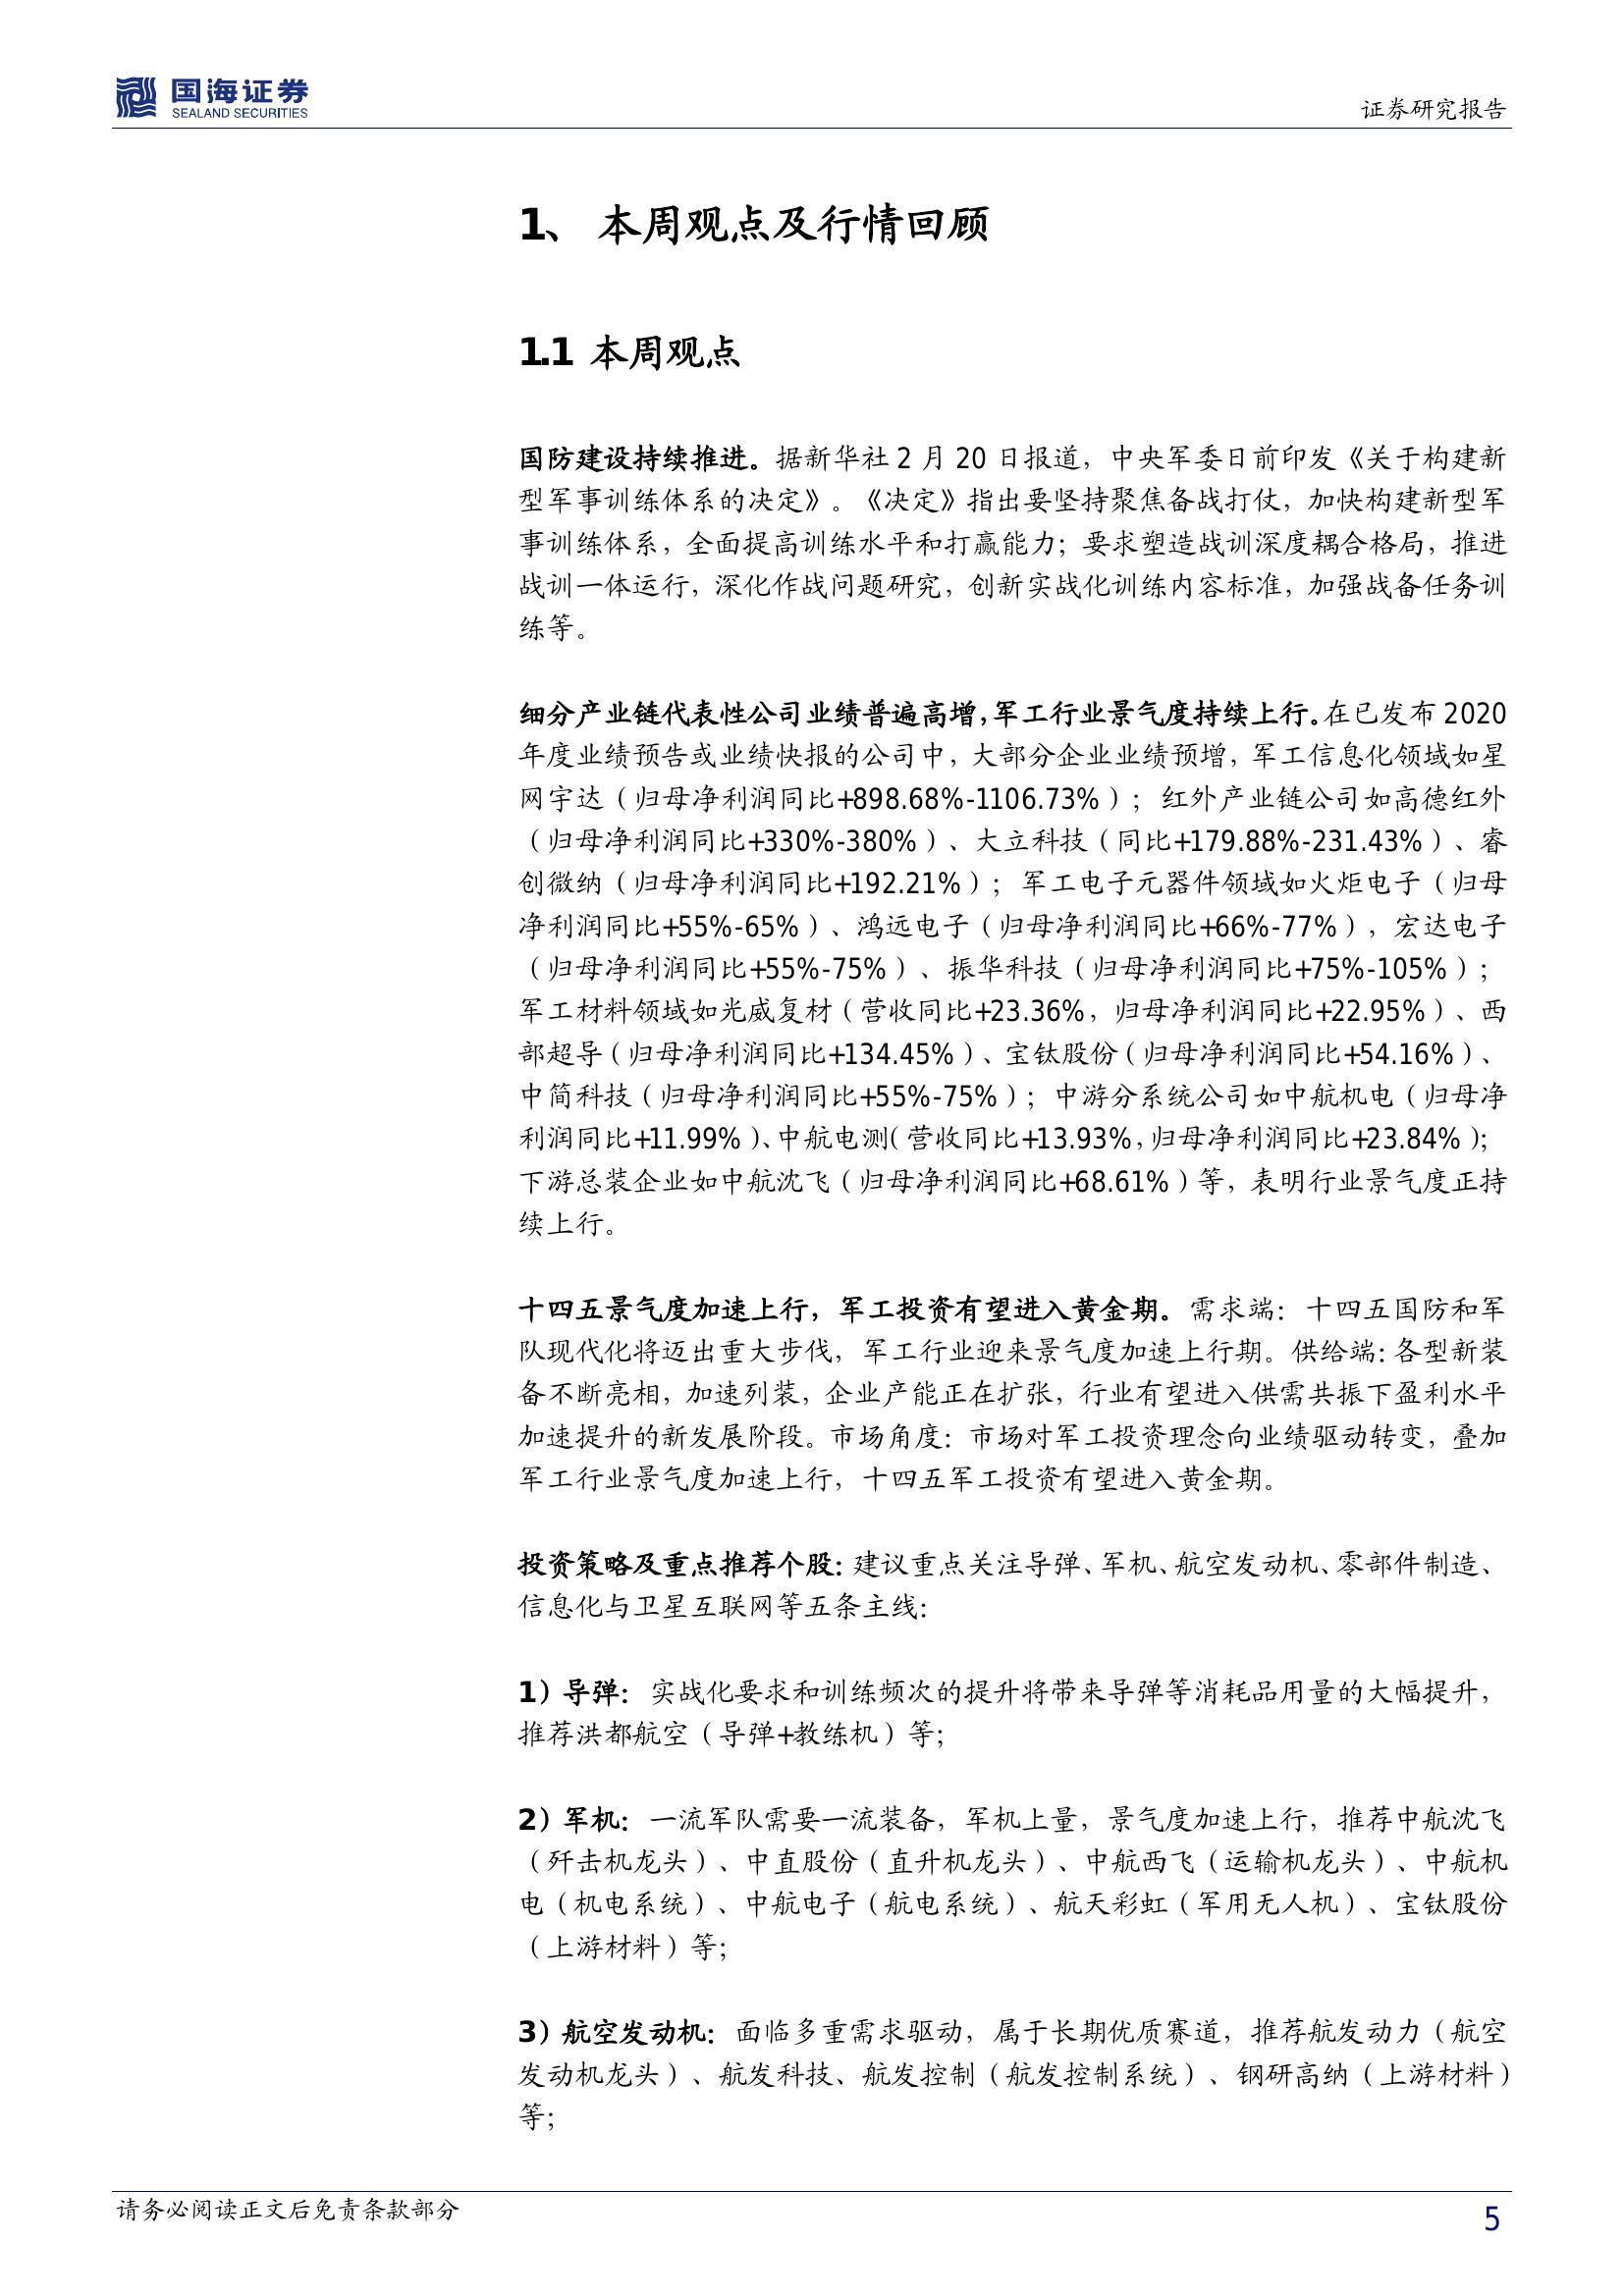 国海证券
SEALAND SECURITIES
证券研究报告
1、 本周观点及行情回顾
1.1 本周观点
国防建设持续推进。据新华社 2 月 20 日报道，中央军委日前印发《关于构建新
型军事训练体系的决定》。《决定》指出要坚持聚焦备战打仗，加快构建新型军
事训练体系，全面提高训练水平和打赢能力；要求塑造战训深度耦合格局，推进
战训一体运行，深化作战问题研究，创新实战化训练内容标准，加强战备任务训
练等。
细分产业链代表性公司业绩普遍高增，军工行业景气度持续上行。在已发布 2020
年度业绩预告或业绩快报的公司中，大部分企业业绩预增，军工信息化领域如星
网宇达（归母净利润同比+898.68%-1106.73%）；红外产业链公司如高德红外
（归母净利润同比+330%-380%）、大立科技（同比+179.88%-231.43%）、睿
创微纳（归母净利润同比+192.21%）；军工电子元器件领域如火炬电子（归母
净利润同比+55%-65%）、鸿远电子（归母净利润同比+66%-77%），宏达电子
（归母净利润同比+55%-75%）、振华科技（归母净利润同比+75%-105%）；
军工材料领域如光威复材（营收同比+23.36%，归母净利润同比+22.95%）、西
部超导（归母净利润同比+134.45%）、宝钛股份（归母净利润同比+54.16%）、
中简科技（归母净利润同比+55%-75%）；中游分系统公司如中航机电（归母净
利润同比+11.99%）、中航电测（营收同比+13.93%，归母净利润同比+23.84%）；
下游总装企业如中航沈飞（归母净利润同比+68.61%）等，表明行业景气度正持
续上行。
十四五景气度加速上行，军工投资有望进入黄金期。需求端：十四五国防和军
队现代化将迈出重大步伐，军工行业迎来景气度加速上行期。供给端：各型新装
备不断亮相，加速列装，企业产能正在扩张，行业有望进入供需共振下盈利水平
加速提升的新发展阶段。市场角度：市场对军工投资理念向业绩驱动转变，叠加
军工行业景气度加速上行，十四五军工投资有望进入黄金期。
投资策略及重点推荐个股：建议重点关注导弹、军机、航空发动机、零部件制造、
信息化与卫星互联网等五条主线：
1）导弹：实战化要求和训练频次的提升将带来导弹等消耗品用量的大幅提升，
推荐洪都航空（导弹+教练机）等；
2）军机：一流军队需要一流装备，军机上量，景气度加速上行，推荐中航沈飞
（歼击机龙头）、中直股份（直升机龙头）、中航西飞（运输机龙头）、中航机
电（机电系统）、中航电子（航电系统）、航天彩虹（军用无人机）、宝钛股份
（上游材料）等；
3）航空发动机：面临多重需求驱动，属于长期优质赛道，推荐航发动力（航空
发动机龙头）、航发科技、航发控制（航发控制系统）、钢研高纳（上游材料）
等；
请务必阅读正文后免责条款部分
5